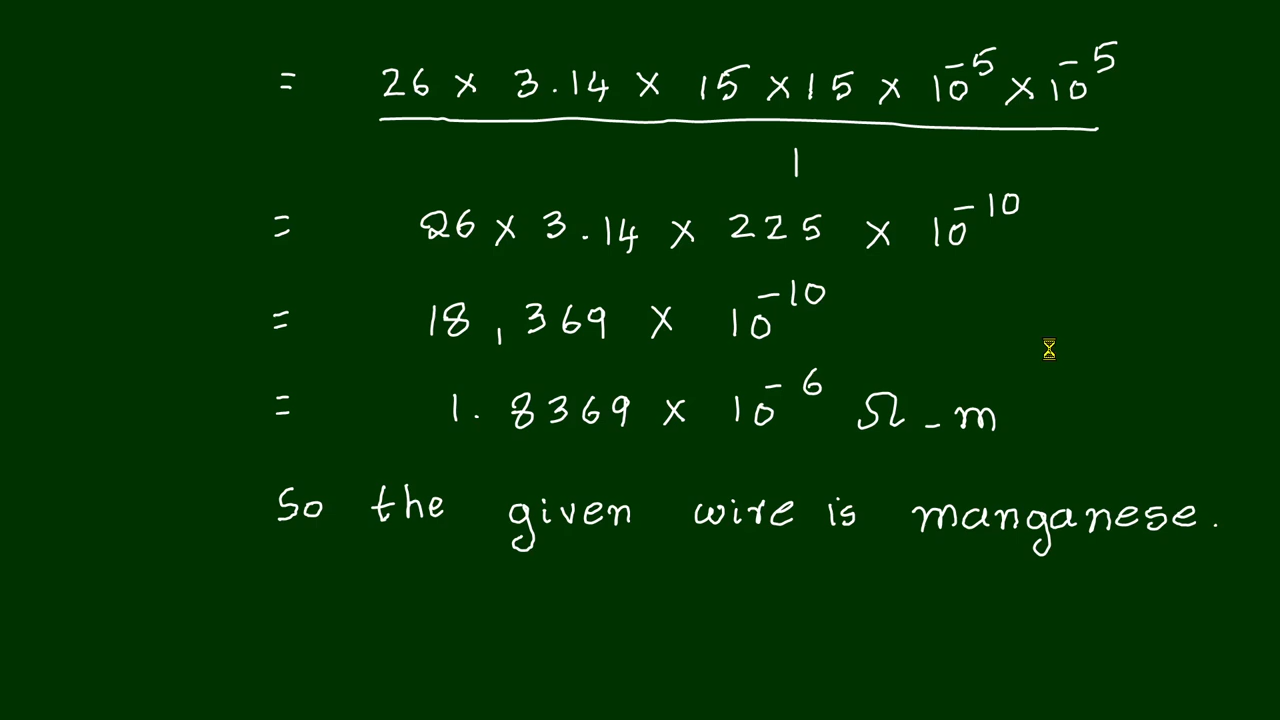 = 26 × 3.14 × 15 × 15 × 10⁻⁵ × 10⁻⁵
1
= 26 × 3.14 × 225 × 10⁻¹⁰
= 18,369 × 10⁻¹⁰
= 1.8369 × 10⁻⁶ Ω-m
So the given wire is manganese.